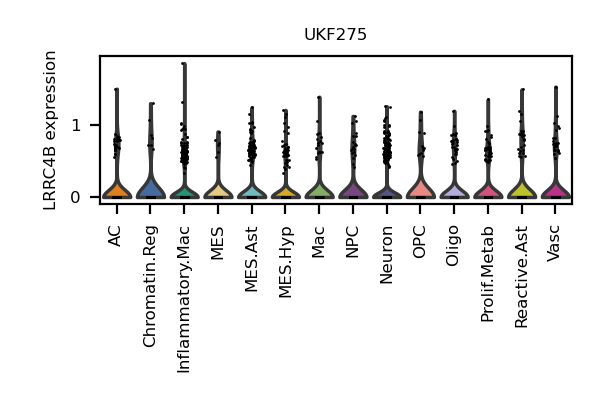 UKF275
LRRC4B expression
1
0
AC
Chromatin.Reg
Inflammatory.Mac
MES
MES.Ast
MES.Hyp
Mac
NPC
Neuron
OPC
Oligo
Prolif.Metab
Reactive.Ast
Vasc